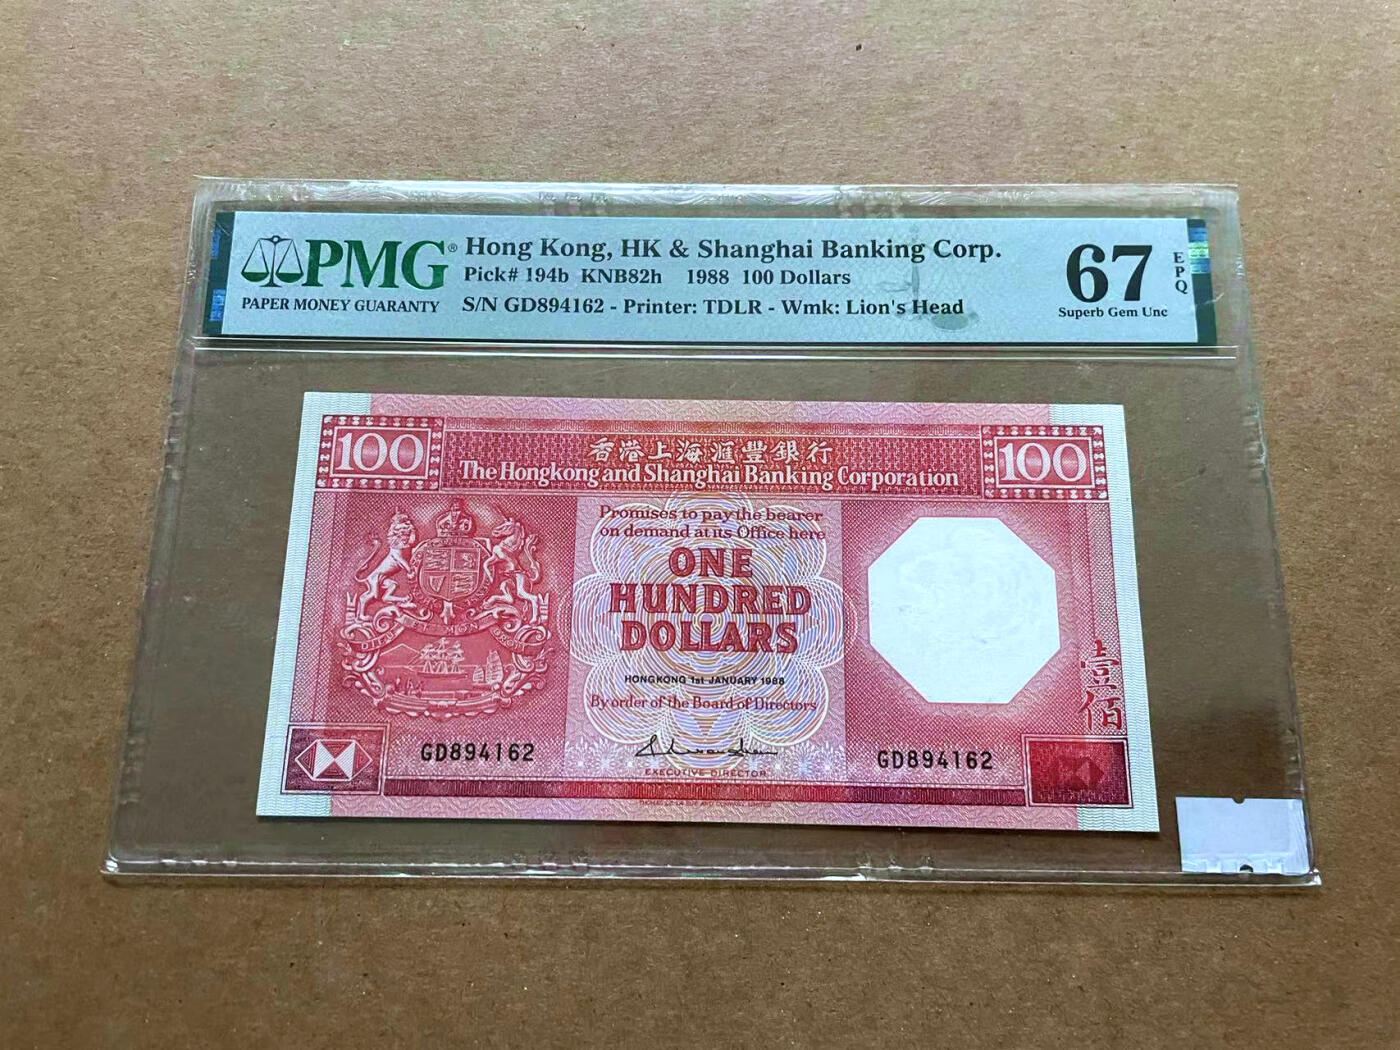 PMG®
PAPER MONEY GUARANTY
Hong Kong, HK & Shanghai Banking Corp.
Pick# 194b KNB82h 1988 100 Dollars
S/N GD894162 - Printer: TDLR - Wmk: Lion's Head
67
EPQ
Superb Gem Unc
100
香港上海滙豐銀行
The Hongkong and Shanghai Banking Corporation
100
Promises to pay the bearer
on demand at its Office here
ONE
HUNDRED
DOLLARS
HONGKONG 1st JANUARY 1988
By order of the Board of Directors
壹佰
GD894162
GD894162
EXECUTIVE DIRECTOR